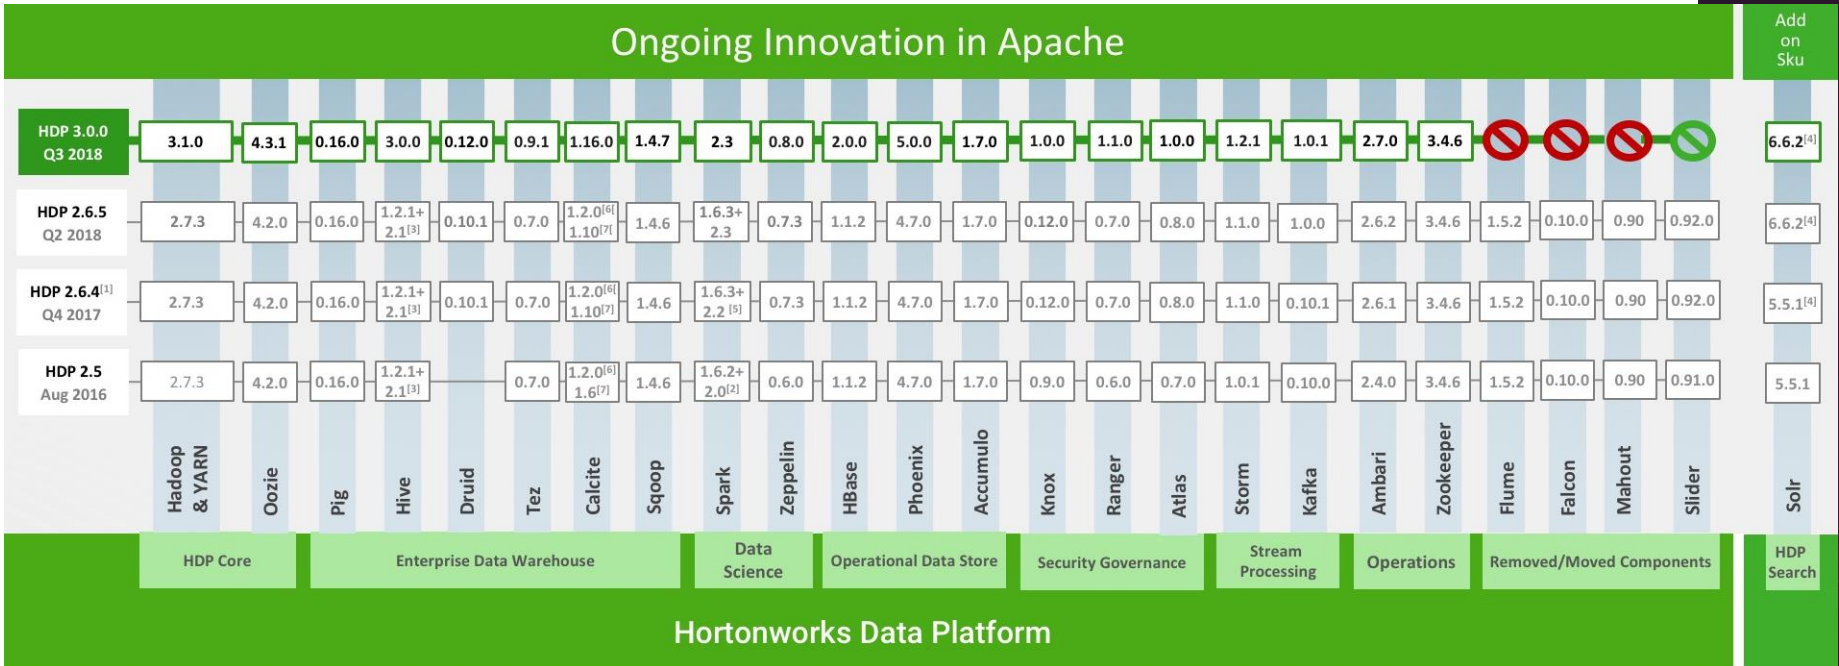 Ongoing Innovation in Apache
Add
on
Sku
HDP 3.0.0
Q3 2018
3.1.0 4.3.1 0.16.0 3.0.0 0.12.0 0.9.1 1.16.0 1.4.7 2.3 0.8.0 2.0.0 5.0.0 1.7.0 1.0.0 1.1.0 1.0.0 1.2.1 1.0.1 2.7.0 3.4.6 6.6.2[4]
HDP 2.6.5
Q2 2018
2.7.3 4.2.0 0.16.0 1.2.1+ 2.1[3] 0.10.1 0.7.0 1.2.0[6[ 1.10[7[ 1.4.6 1.6.3+ 2.3 0.7.3 1.1.2 4.7.0 1.7.0 0.12.0 0.7.0 0.8.0 1.1.0 1.0.0 2.6.2 3.4.6 1.5.2 0.10.0 0.90 0.92.0 6.6.2[4]
HDP 2.6.4[1]
Q4 2017
2.7.3 4.2.0 0.16.0 1.2.1+ 2.1[3] 0.10.1 0.7.0 1.2.0[6[ 1.10[7] 1.4.6 1.6.3+ 2.2 [5] 0.7.3 1.1.2 4.7.0 1.7.0 0.12.0 0.7.0 0.8.0 1.1.0 0.10.1 2.6.1 3.4.6 1.5.2 0.10.0 0.90 0.92.0 5.5.1[4]
HDP 2.5
Aug 2016
2.7.3 4.2.0 0.16.0 1.2.1+ 2.1[3] 0.7.0 1.2.0[6] 1.6[7] 1.4.6 1.6.2+ 2.0[2] 0.6.0 1.1.2 4.7.0 1.7.0 0.9.0 0.6.0 0.7.0 1.0.1 0.10.0 2.4.0 3.4.6 1.5.2 0.10.0 0.90 0.91.0 5.5.1
Hadoop
& YARN
Oozie
Pig
Hive
Druid
Tez
Calcite
Sqoop
Spark
Zeppelin
HBase
Phoenix
Accumulo
Knox
Ranger
Atlas
Storm
Kafka
Ambari
Zookeeper
Flume
Falcon
Mahout
Slider
Solr
HDP Core
Enterprise Data Warehouse
Data
Science
Operational Data Store
Security Governance
Stream
Processing
Operations
Removed/Moved Components
HDP
Search
Hortonworks Data Platform